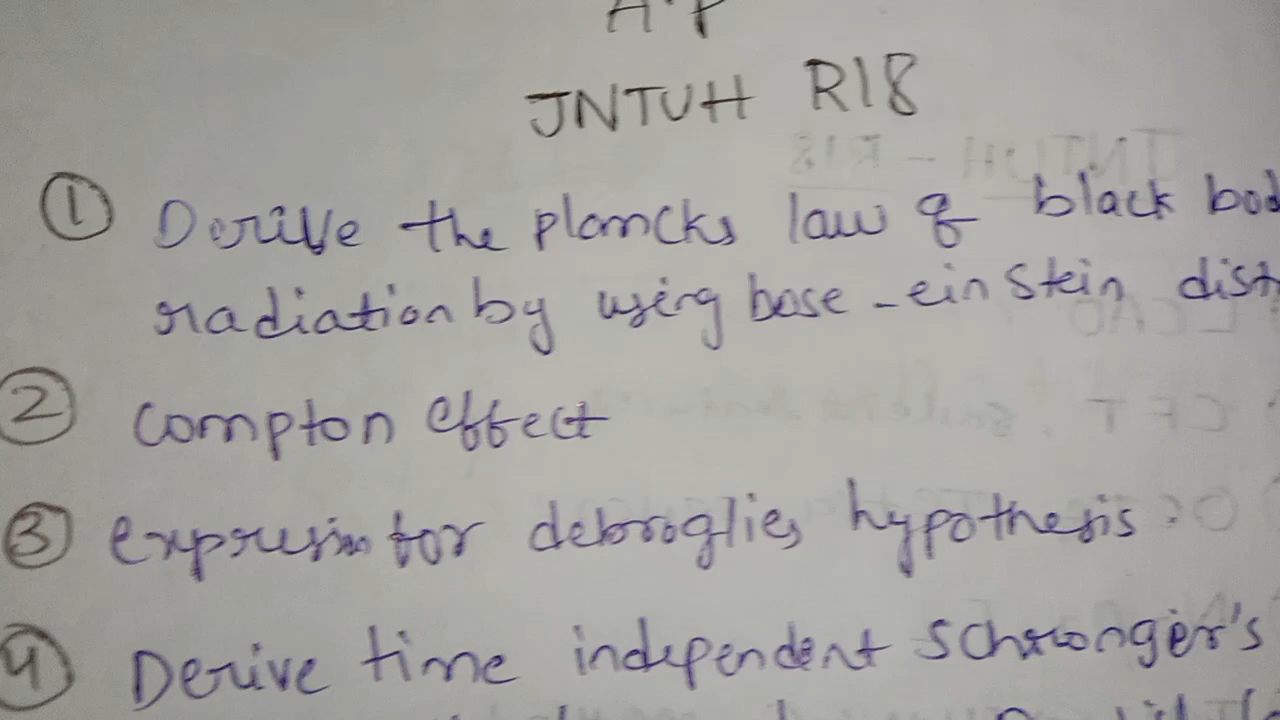 A.P
JNTUH R18
① Derive the plancks law of black bod
radiation by using bose - einstein dist
② compton effect
③ expression for debroglies hypothesis
④ Derive time independent schrronger's